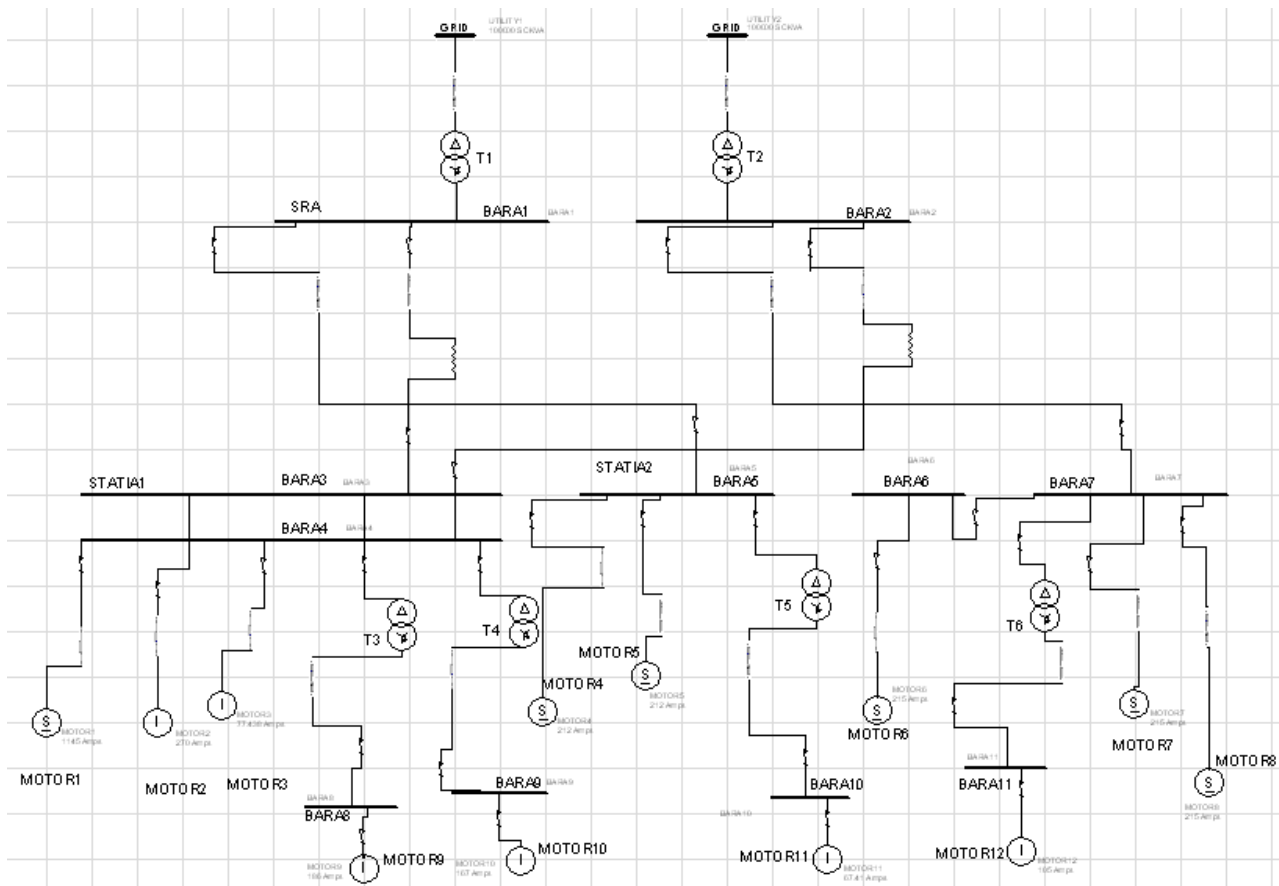 GRID
UTILITY1
100000 SCKVA
GRID
UTILITY2
100000 SCKVA
T1
T2
SRA
BARA1
BARA1
BARA2
BARA2
STATIA1
BARA3
BARA3
BARA4
BARA4
STATIA2
BARA5
BARA5
BARA6
BARA6
BARA7
BARA7
T3
T4
T5
T6
S
MOTOR1
1145 Amps
MOTOR1
I
MOTOR2
270 Amps
MOTOR2
I
MOTOR3
MOTOR3
S
MOTOR4
MOTOR4
212 Amps
S
MOTOR5
MOTOR5
212 Amps
S
MOTOR6
215 Amps
MOTOR6
S
MOTOR7
215 Amps
MOTOR7
S
MOTOR8
MOTOR8
215 Amps
BARA8
BARA8
BARA9
BARA9
BARA10
BARA10
BARA11
BARA11
I
MOTOR9
MOTOR9
I
MOTOR10
MOTOR10
167 Amps
I
MOTOR11
MOTOR11
I
MOTOR12
MOTOR12